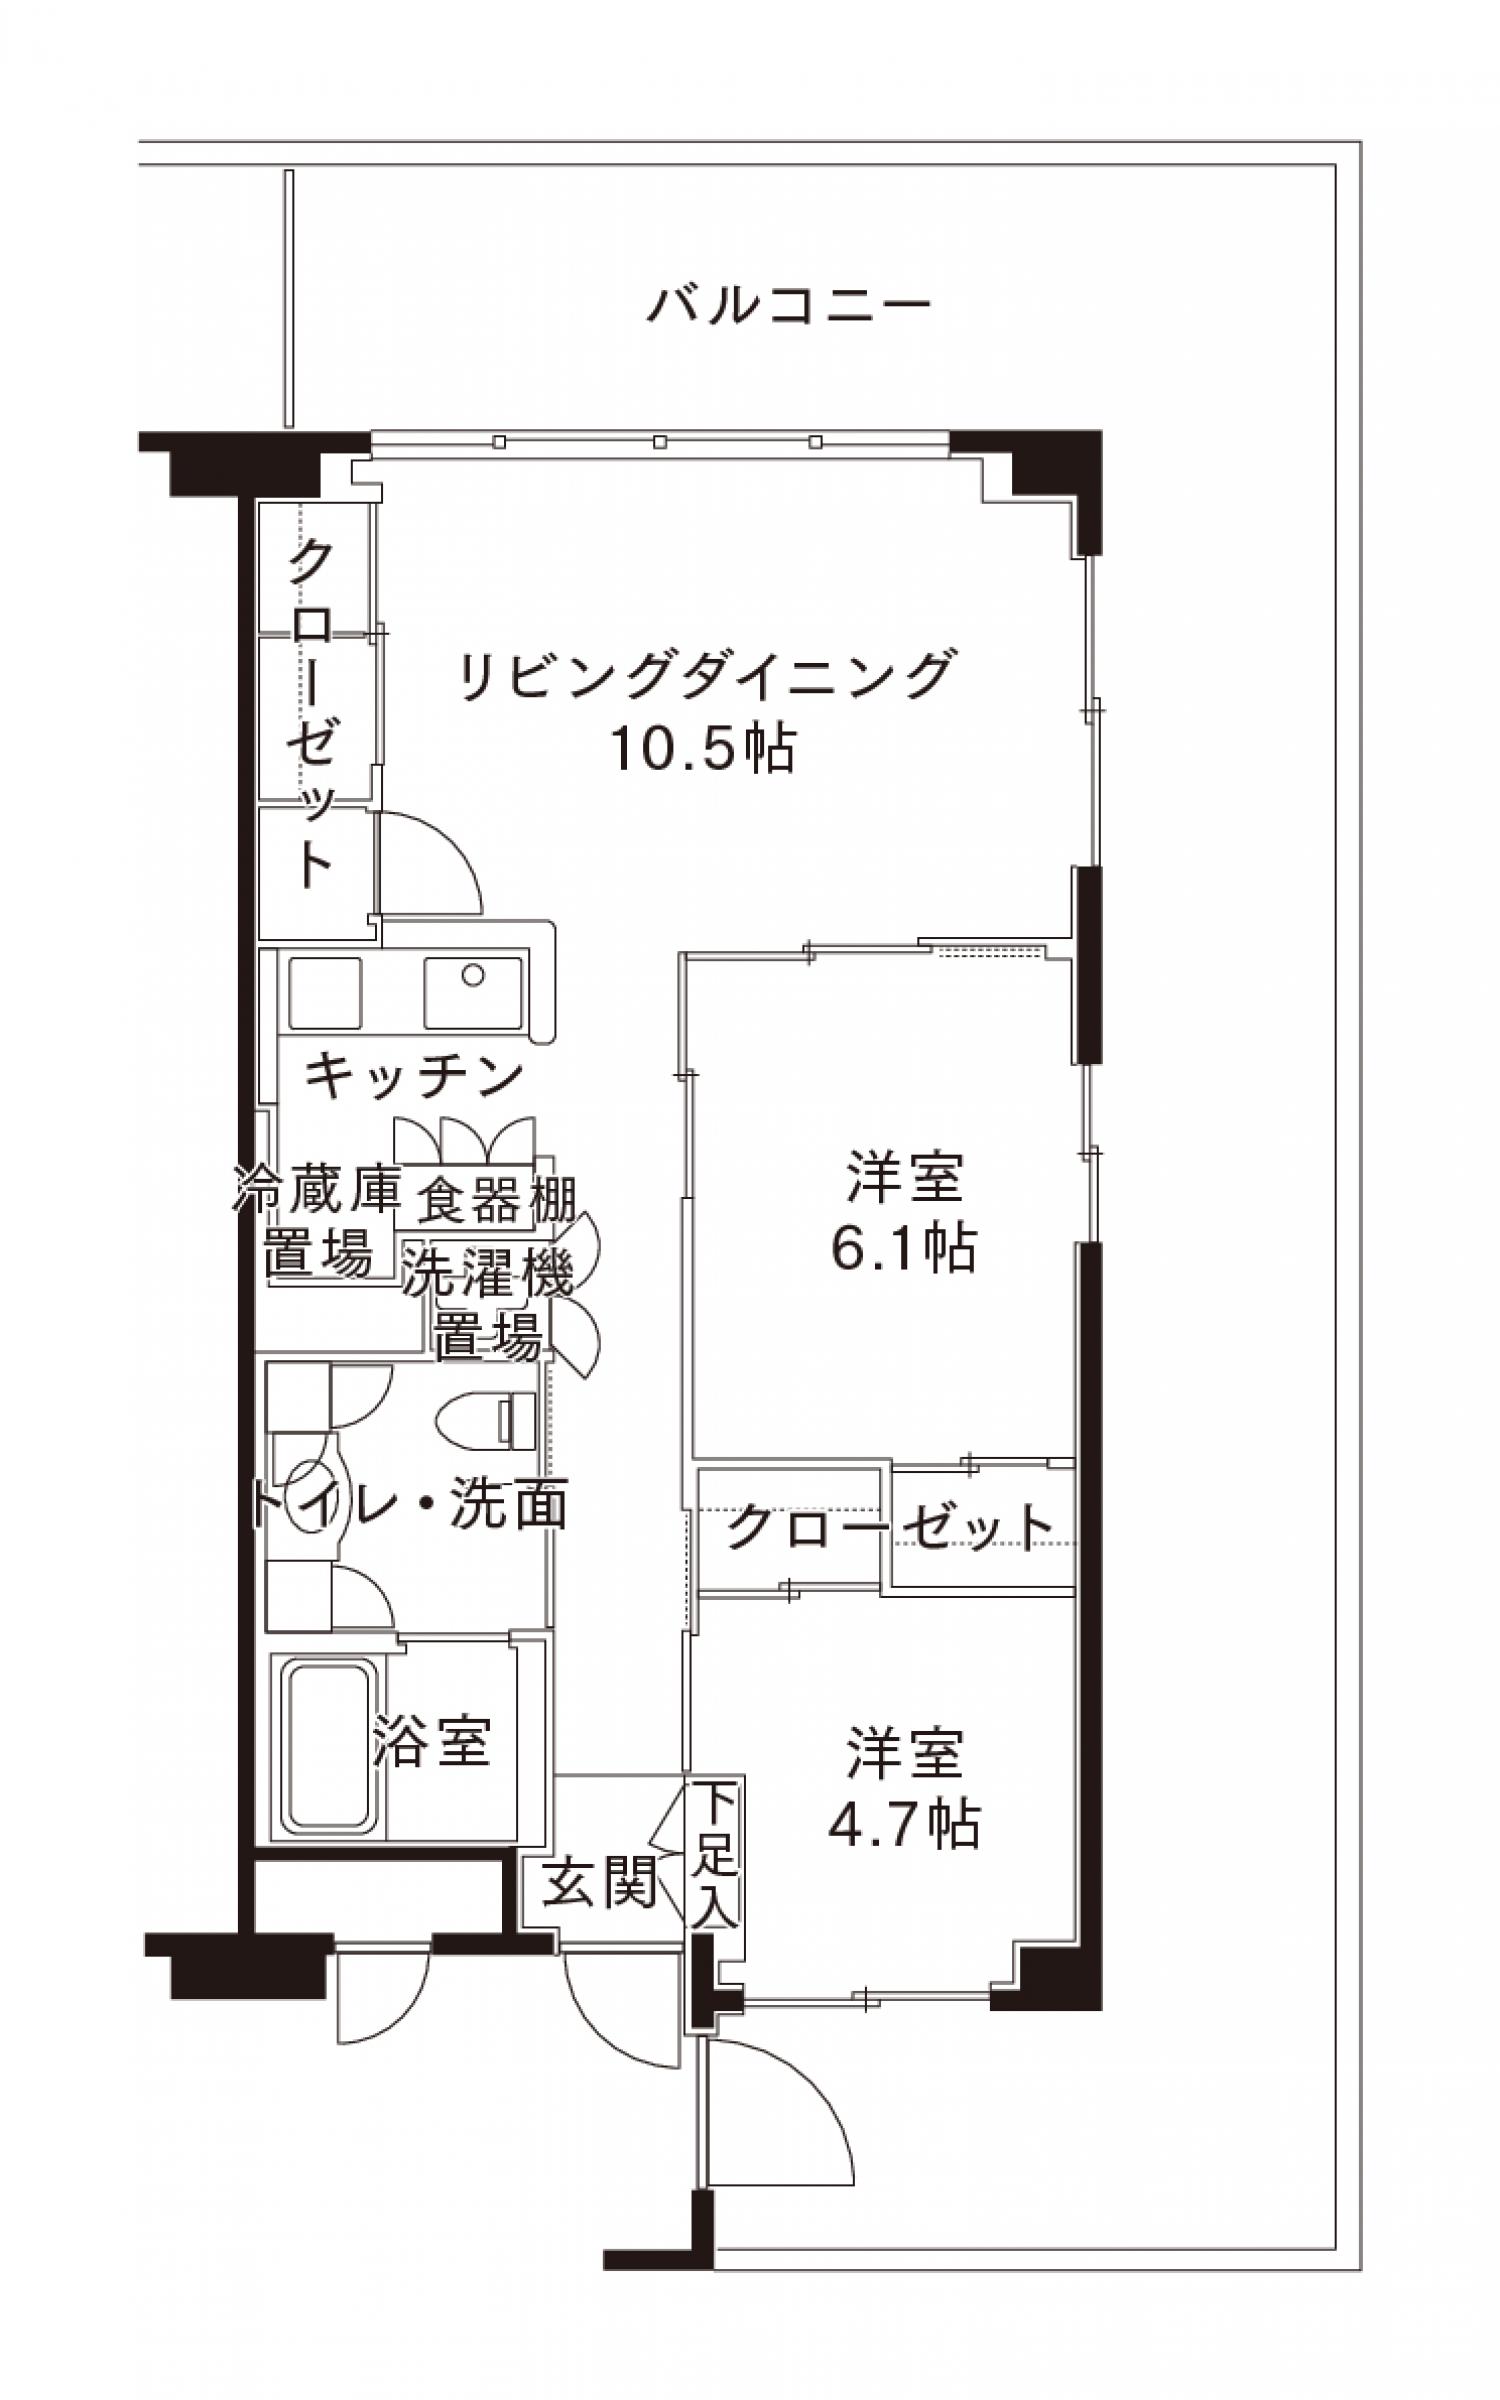 バルコニー
クローゼット
リビングダイニング
10.5帖
キッチン
冷蔵庫
置場
食器棚
洗濯機
置場
洋室
6.1帖
トイレ・洗面
クローゼット
浴室
洋室
4.7帖
下足入
玄関